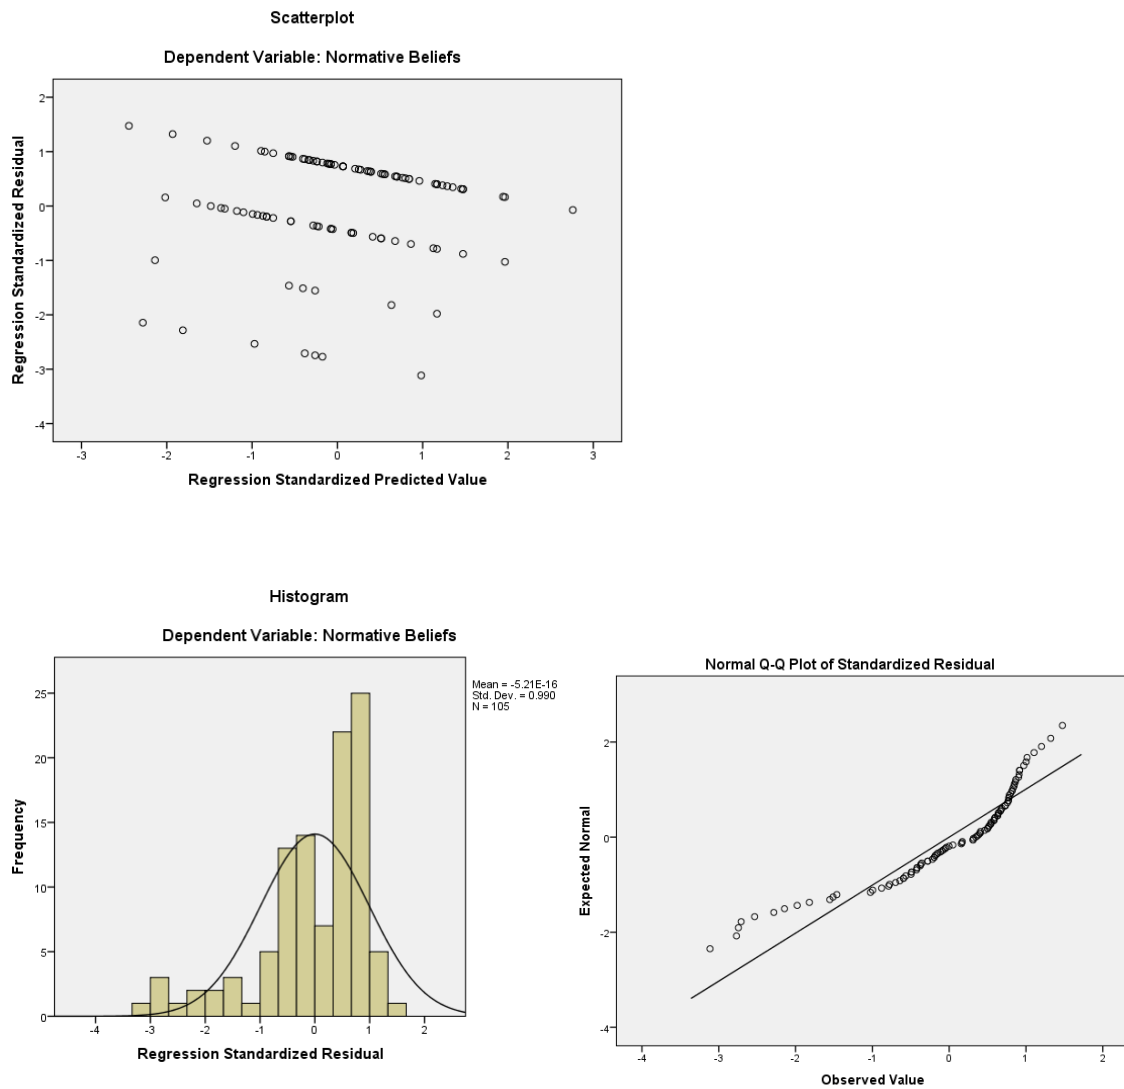 Scatterplot
Dependent Variable: Normative Beliefs
Regression Standardized Residual
2
1
0
-1
-2
-3
-4
-3
-2
-1
0
1
2
3
Regression Standardized Predicted Value
Histogram
Dependent Variable: Normative Beliefs
Mean = -5.21E-16
Std. Dev. = 0.990
N = 105
Frequency
25
20
15
10
5
0
-4
-3
-2
-1
0
1
2
Regression Standardized Residual
Normal Q-Q Plot of Standardized Residual
Expected Normal
2
0
-2
-4
-4
-3
-2
-1
0
1
2
Observed Value